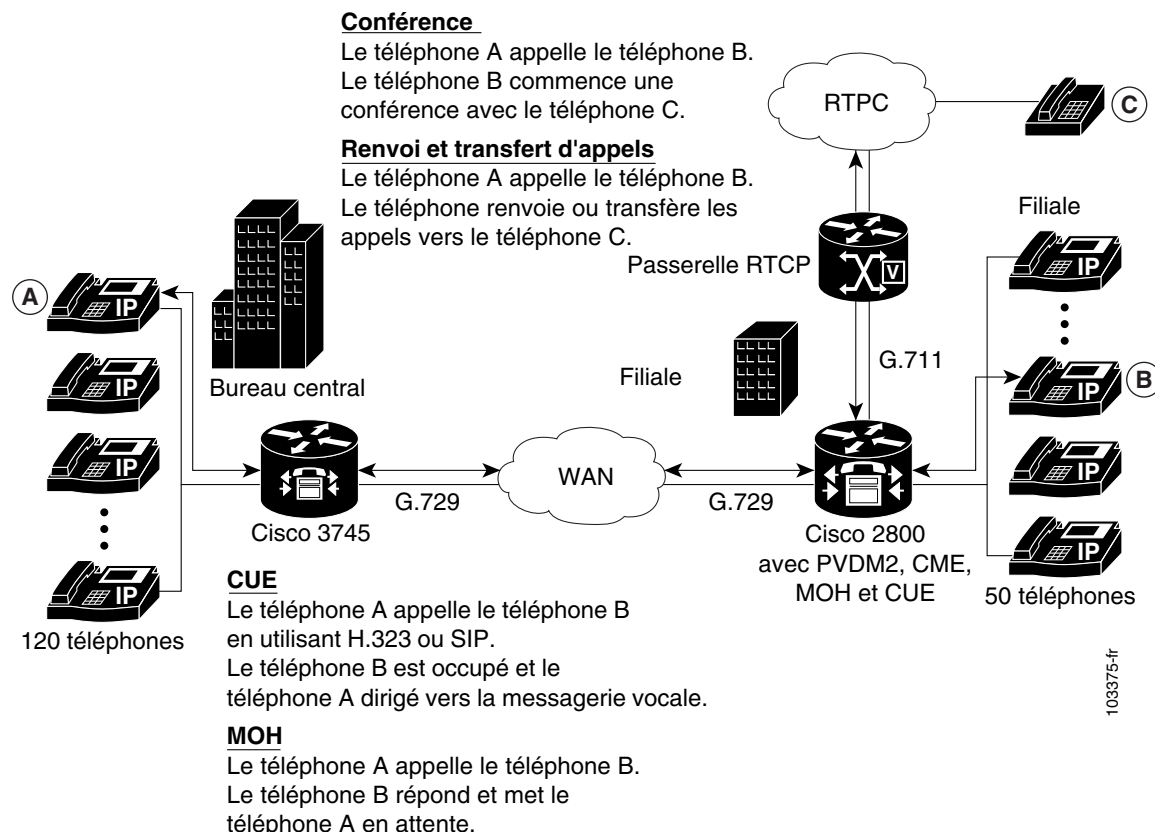 Conférence
Le téléphone A appelle le téléphone B.
Le téléphone B commence une
conférence avec le téléphone C.
Renvoi et transfert d'appels
Le téléphone A appelle le téléphone B.
Le téléphone renvoie ou transfère les
appels vers le téléphone C.
RTPC
C
Filiale
Passerelle RTCP
V
IP
A
IP
IP
IP
IP
120 téléphones
Bureau central
Filiale
G.711
IP
B
IP
IP
50 téléphones
Cisco 3745
G.729
WAN
G.729
Cisco 2800
avec PVDM2, CME,
MOH et CUE
CUE
Le téléphone A appelle le téléphone B
en utilisant H.323 ou SIP.
Le téléphone B est occupé et le
téléphone A dirigé vers la messagerie vocale.
MOH
Le téléphone A appelle le téléphone B.
Le téléphone B répond et met le
téléphone A en attente.
103375-fr